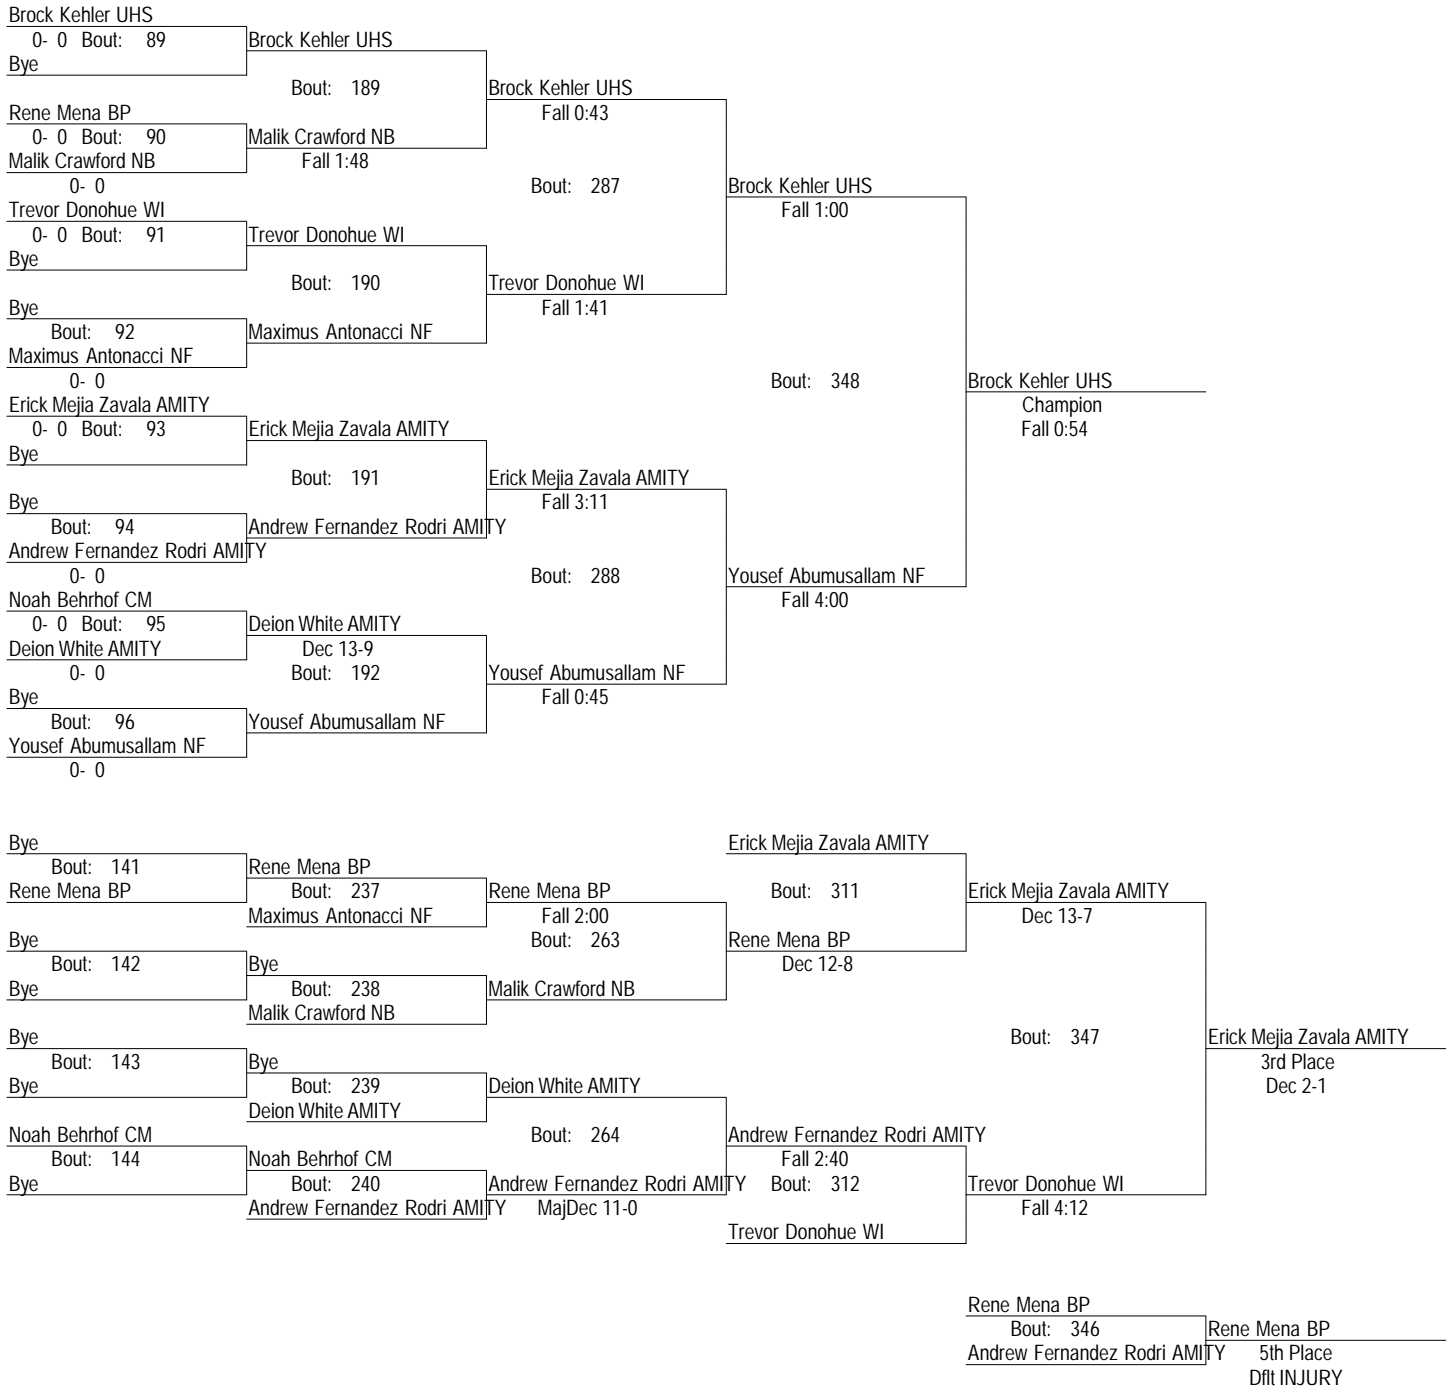 Brock Kehler UHS
0- 0 Bout: 89 Brock Kehler UHS
Bye
Bout: 189 Brock Kehler UHS
Rene Mena BP Fall 0:43
0- 0 Bout: 90 Malik Crawford NB
Malik Crawford NB Fall 1:48
0- 0 Bout: 287 Brock Kehler UHS
Trevor Donohue WI Fall 1:00
0- 0 Bout: 91 Trevor Donohue WI
Bye
Bout: 190 Trevor Donohue WI
Bye Fall 1:41
Bout: 92 Maximus Antonacci NF
Maximus Antonacci NF
0- 0 Bout: 348 Brock Kehler UHS
Erick Mejia Zavala AMITY Champion
0- 0 Bout: 93 Erick Mejia Zavala AMITY Fall 0:54
Bye
Bout: 191 Erick Mejia Zavala AMITY
Bye Fall 3:11
Bout: 94 Andrew Fernandez Rodri AMITY
Andrew Fernandez Rodri AMITY
0- 0 Bout: 288 Yousef Abumusallam NF
Noah Behrhof CM Fall 4:00
0- 0 Bout: 95 Deion White AMITY
Deion White AMITY Dec 13-9
0- 0 Bout: 192 Yousef Abumusallam NF
Bye Fall 0:45
Bout: 96 Yousef Abumusallam NF
Yousef Abumusallam NF
0- 0
Bye Erick Mejia Zavala AMITY
Bout: 141 Rene Mena BP
Rene Mena BP Bout: 237 Rene Mena BP Bout: 311 Erick Mejia Zavala AMITY
Maximus Antonacci NF Fall 2:00 Dec 13-7
Bye Bout: 263 Rene Mena BP
Bout: 142 Bye Dec 12-8
Bye Bout: 238 Malik Crawford NB
Malik Crawford NB
Bye Bout: 347 Erick Mejia Zavala AMITY
Bout: 143 Bye 3rd Place
Bye Bout: 239 Deion White AMITY Dec 2-1
Deion White AMITY
Noah Behrhof CM Bout: 264 Andrew Fernandez Rodri AMITY
Bout: 144 Noah Behrhof CM Fall 2:40
Bye Bout: 240 Andrew Fernandez Rodri AMITY Bout: 312 Trevor Donohue WI
Andrew Fernandez Rodri AMITY MajDec 11-0 Fall 4:12
Trevor Donohue WI
Rene Mena BP
Bout: 346 Rene Mena BP
Andrew Fernandez Rodri AMITY 5th Place
Dflt INJURY